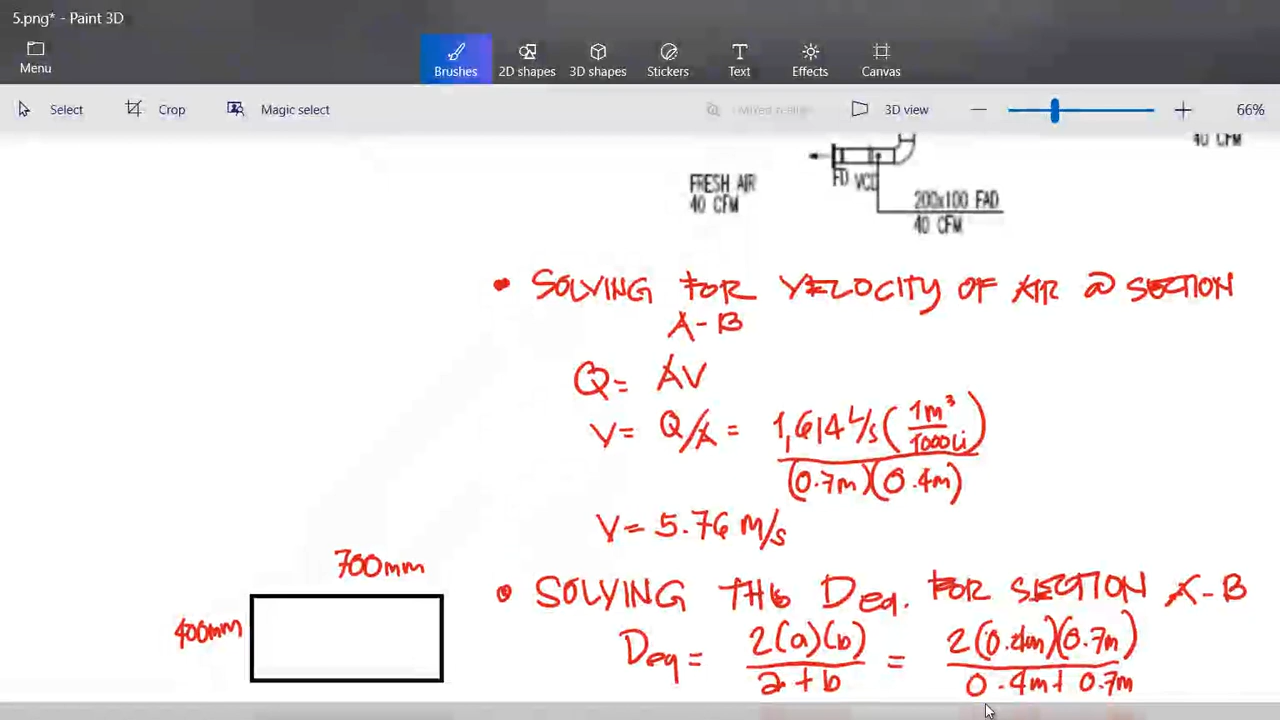 5.png* - Paint 3D
Menu
Brushes
2D shapes
3D shapes
Stickers
Text
Effects
Canvas
Select
Crop
Magic select
Mixed reality
3D view
66%
40 CFM
FD VCD
FRESH AIR
40 CFM
200x100 FAD
40 CFM
• SOLVING FOR VELOCITY OF AIR @ SECTION
A-B
Q = AV
V = Q/A = 1,614 L/s (1m³/1000Li) / (0.7m)(0.4m)
V = 5.76 m/s
700mm
400mm
• SOLVING THE Deq. FOR SECTION A-B
Deq = 2(a)(b) / a+b = 2(0.4m)(0.7m) / 0.4m+0.7m